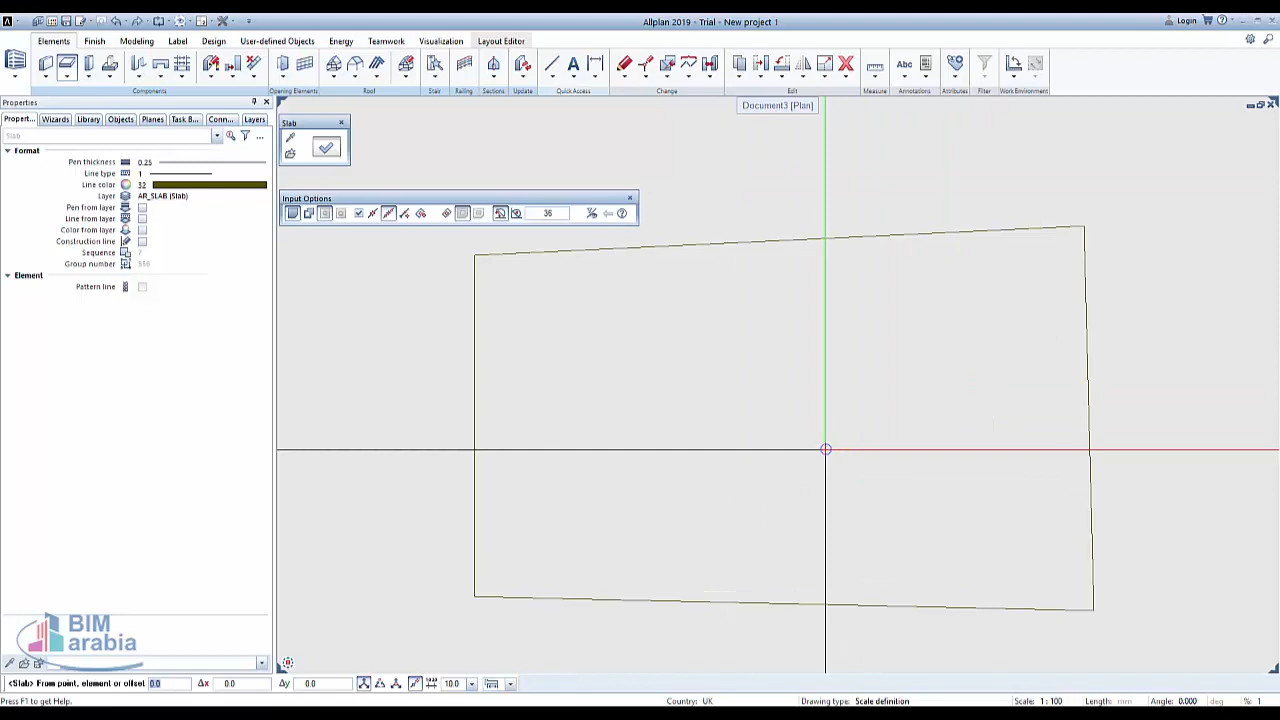 Allplan 2019 - Trial - New project 1
Login
Elements Finish Modeling Label Design User-defined Objects Energy Teamwork Visualization Layout Editor
Abc
Components Opening Elements Roof Stair Railing Sections Update Quick Access Change Edit Measure Annotations Attributes Filter Work Environment
Properties
Propert... Wizards Library Objects Planes Task B... Conn... Layers
Slab
Format
Pen thickness 0.25
Line type 1
Line color 32
Layer AR_SLAB (Slab)
Pen from layer
Line from layer
Color from layer
Construction line
Sequence 7
Group number 556
Element
Pattern line
Document3 [Plan]
Slab
Input Options
36
BIM
arabia
<Slab> From point, element or offset 0.0 Δx 0.0 Δy 0.0 10.0
Press F1 to get Help. Country: UK Drawing type: Scale definition Scale: 1 : 100 Length: mm Angle: 0.000 deg %: 1